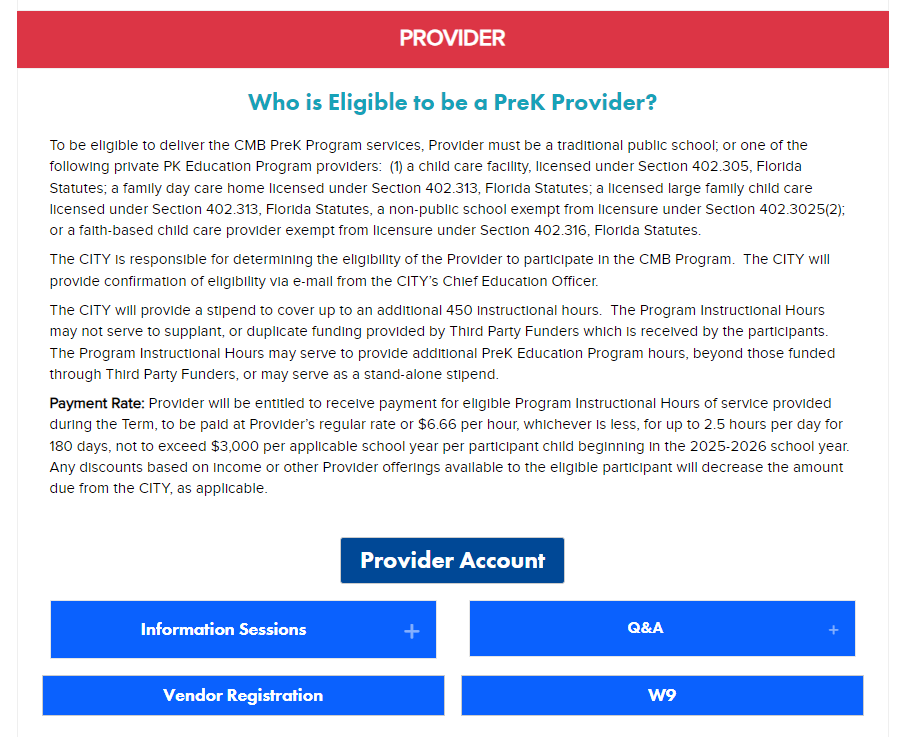 PROVIDER
Who is Eligible to be a PreK Provider?
To be eligible to deliver the CMB PreK Program services, Provider must be a traditional public school; or one of the
following private PK Education Program providers:  (1) a child care facility, licensed under Section 402.305, Florida
Statutes; a family day care home licensed under Section 402.313, Florida Statutes; a licensed large family child care
licensed under Section 402.313, Florida Statutes, a non-public school exempt from licensure under Section 402.3025(2);
or a faith-based child care provider exempt from licensure under Section 402.316, Florida Statutes.
The CITY is responsible for determining the eligibility of the Provider to participate in the CMB Program.  The CITY will
provide confirmation of eligibility via e-mail from the CITY’s Chief Education Officer.
The CITY will provide a stipend to cover up to an additional 450 instructional hours.  The Program Instructional Hours
may not serve to supplant, or duplicate funding provided by Third Party Funders which is received by the participants.
The Program Instructional Hours may serve to provide additional PreK Education Program hours, beyond those funded
through Third Party Funders, or may serve as a stand-alone stipend.
Payment Rate: Provider will be entitled to receive payment for eligible Program Instructional Hours of service provided
during the Term, to be paid at Provider’s regular rate or $6.66 per hour, whichever is less, for up to 2.5 hours per day for
180 days, not to exceed $3,000 per applicable school year per participant child beginning in the 2025-2026 school year.
Any discounts based on income or other Provider offerings available to the eligible participant will decrease the amount
due from the CITY, as applicable.
Provider Account
Information Sessions +
Q&A +
Vendor Registration
W9